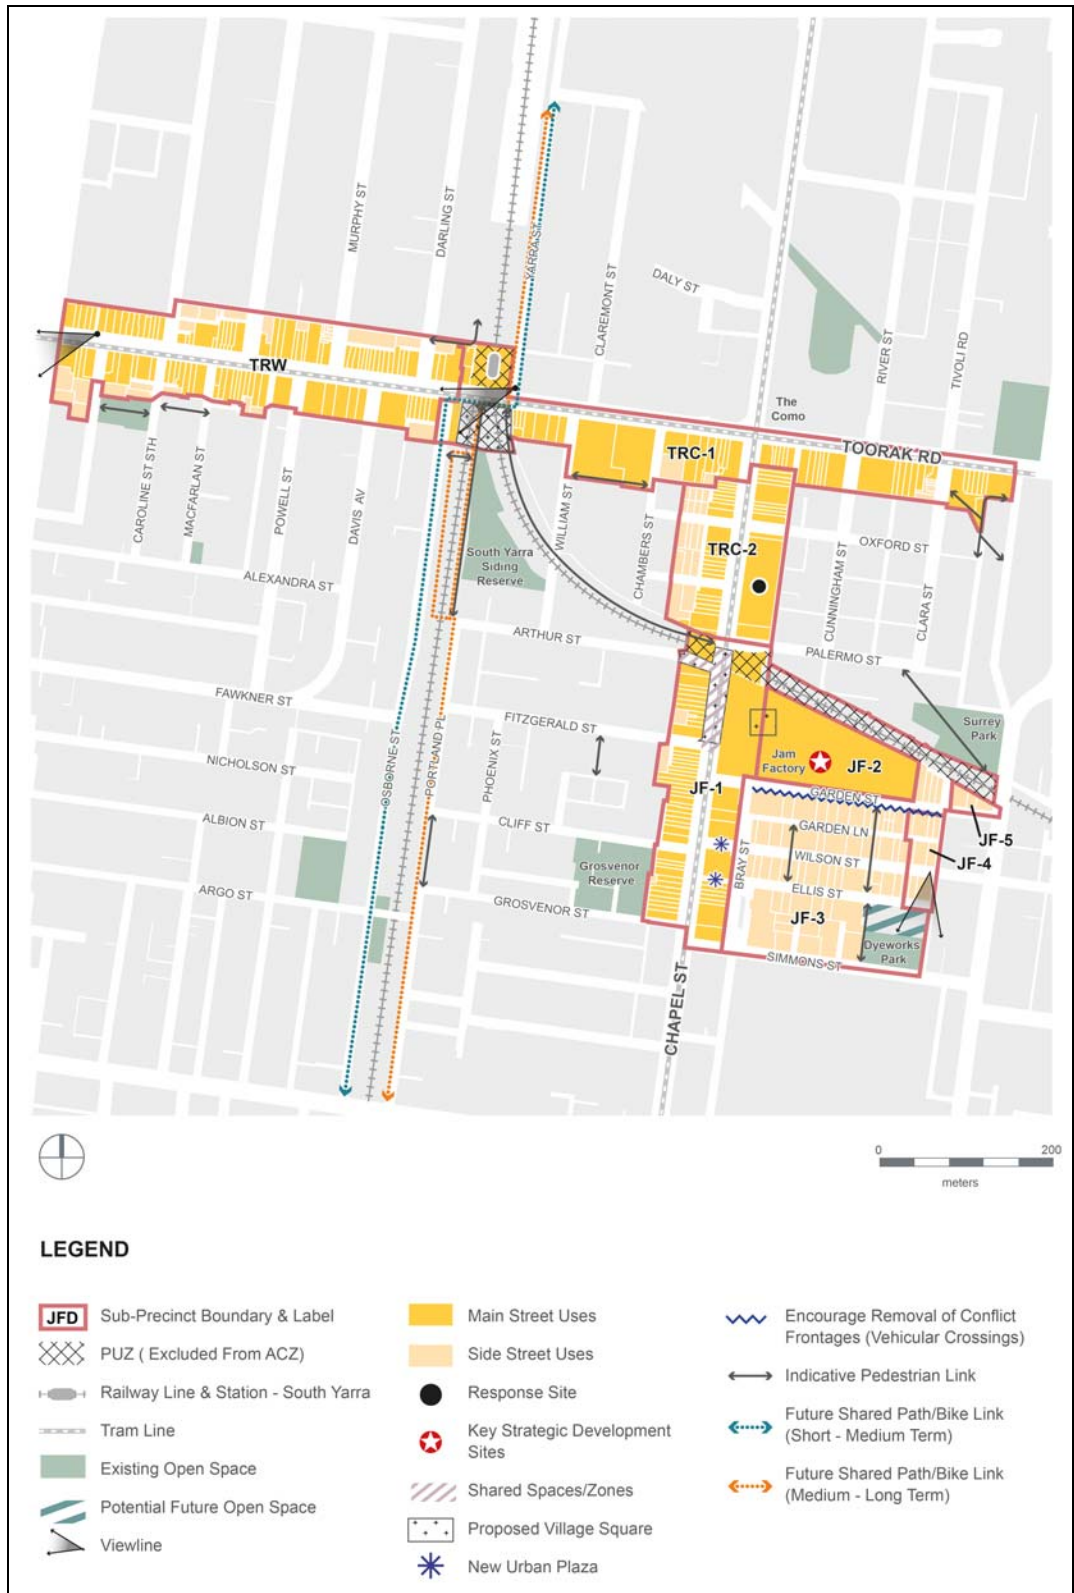 MURPHY ST
DARLING ST
YARRA ST
CLAREMONT ST
DALY ST
RIVER ST
TIVOLI RD
TRW
The
Como
TOORAK RD
TRC-1
CAROLINE ST STH
MACFARLAN ST
POWELL ST
DAVIS AV
WILLIAM ST
CHAMBERS ST
TRC-2
OXFORD ST
CUNNINGHAM ST
CLARA ST
South Yarra
Siding
Reserve
ALEXANDRA ST
ARTHUR ST
PALERMO ST
FAWKNER ST
FITZGERALD ST
Surrey
Park
NICHOLSON ST
OSBORNE ST
PORTLAND PL
PHOENIX ST
Jam
Factory
JF-2
JF-1
GARDEN ST
ALBION ST
CLIFF ST
GARDEN LN
JF-5
WILSON ST
JF-4
BRAY ST
Grosvenor
Reserve
ELLIS ST
ARGO ST
GROSVENOR ST
JF-3
Dyeworks
Park
SIMMONS ST
CHAPEL ST
0 200
meters
LEGEND
JFD Sub-Precinct Boundary & Label
PUZ ( Excluded From ACZ)
Railway Line & Station - South Yarra
Tram Line
Existing Open Space
Potential Future Open Space
Viewline
Main Street Uses
Side Street Uses
Response Site
Key Strategic Development
Sites
Shared Spaces/Zones
Proposed Village Square
New Urban Plaza
Encourage Removal of Conflict
Frontages (Vehicular Crossings)
Indicative Pedestrian Link
Future Shared Path/Bike Link
(Short - Medium Term)
Future Shared Path/Bike Link
(Medium - Long Term)